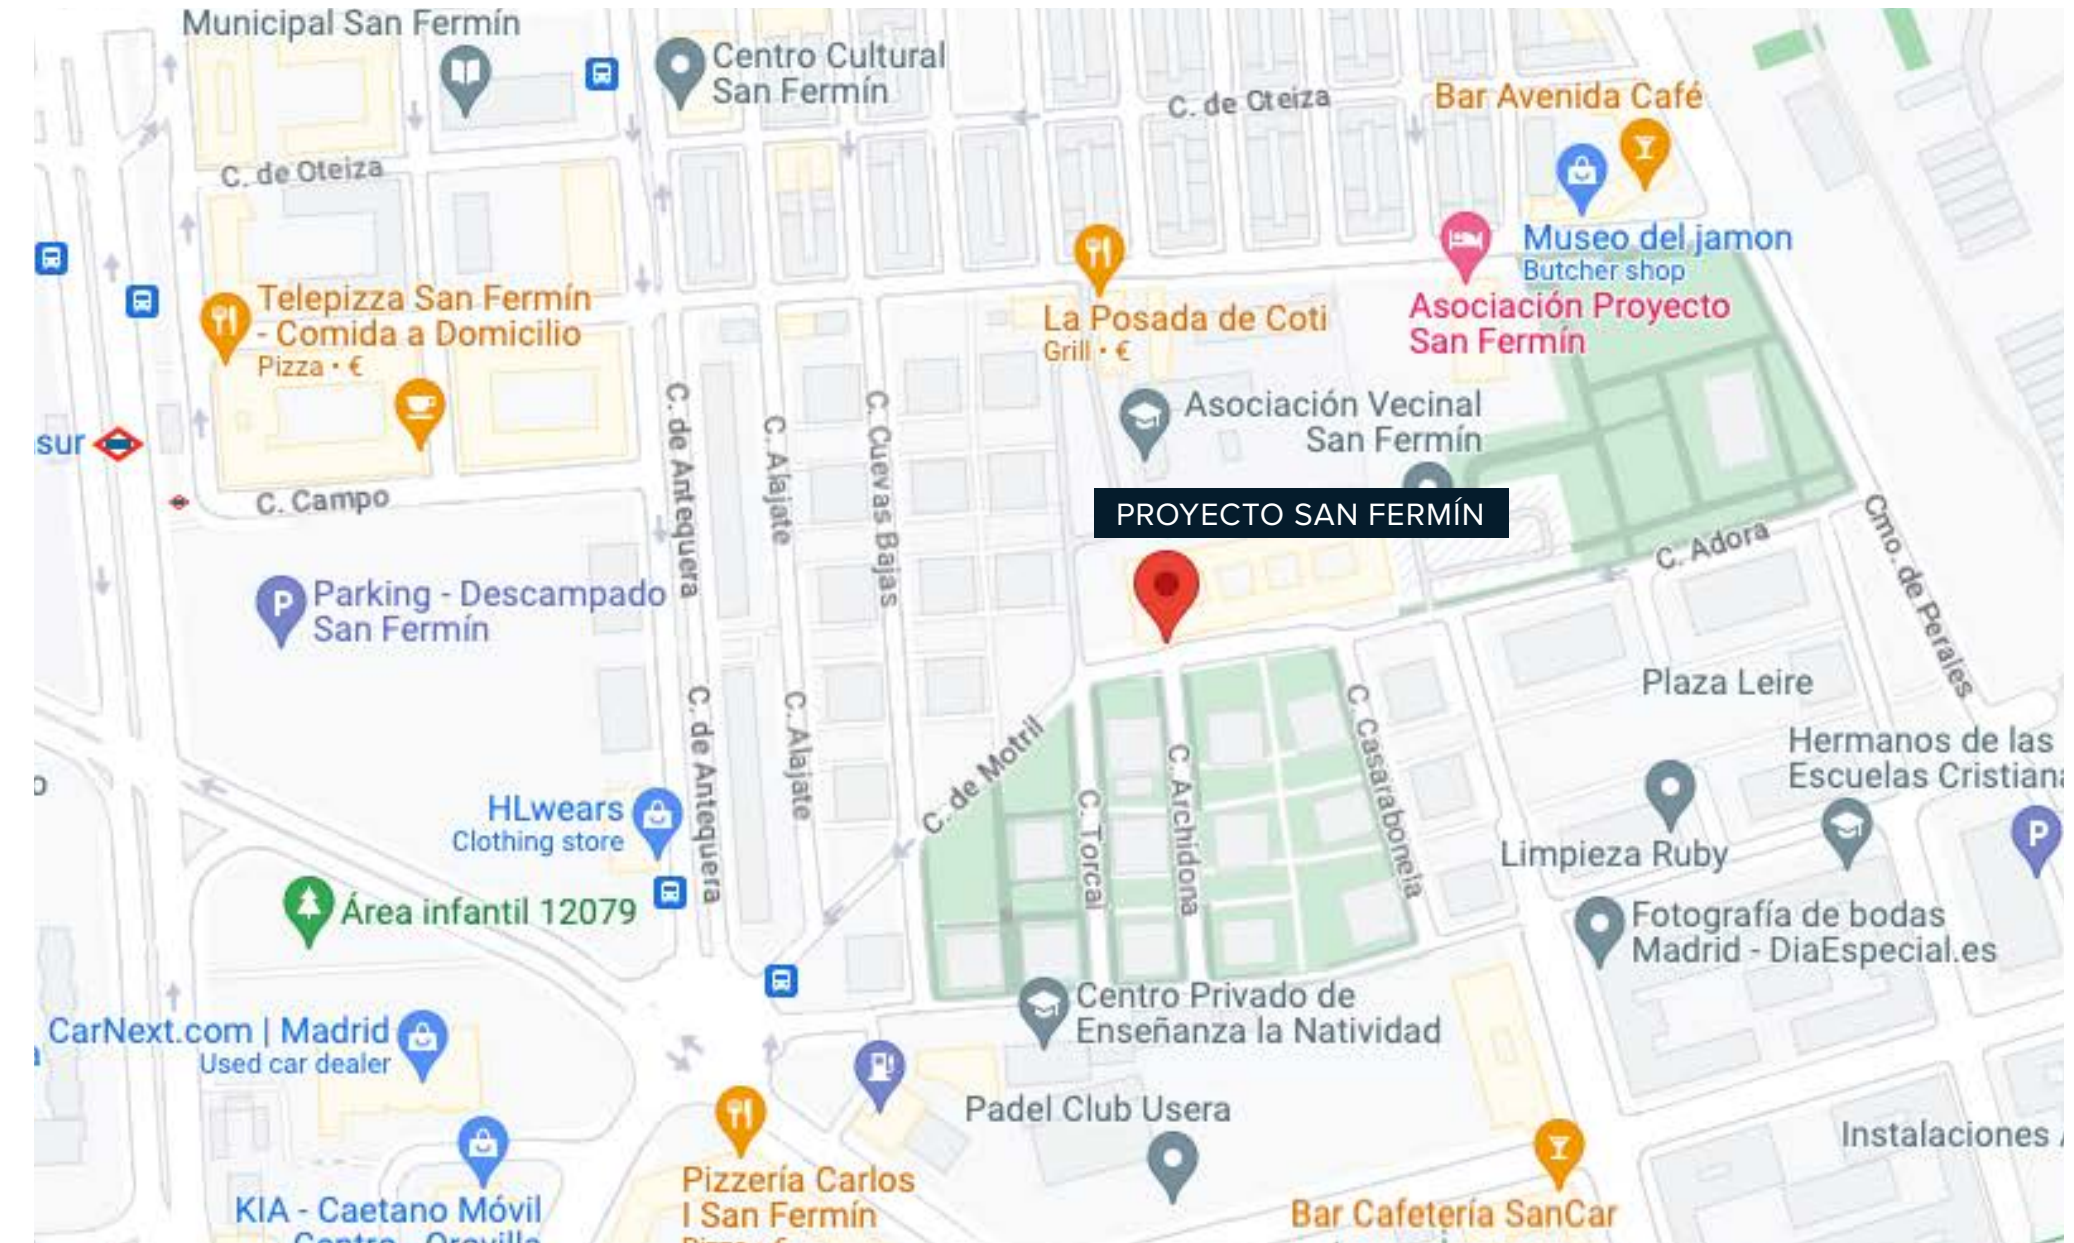 Municipal San Fermín
Centro Cultural
San Fermín
C. de Oteiza
Bar Avenida Café
C. de Oteiza
Museo del jamon
Butcher shop
Telepizza San Fermín
- Comida a Domicilio
Pizza • €
La Posada de Coti
Grill • €
Asociación Proyecto
San Fermín
C. de Antequera
C. Alajate
C. Cuevas Bajas
Asociación Vecinal
San Fermín
sur
C. Campo
PROYECTO SAN FERMÍN
C. Adora
Cmo. de Perales
P
Parking - Descampado
San Fermín
Plaza Leire
C. de Antequera
C. Alajate
C. de Motril
C. Torcal
C. Archidona
C. Casarabonela
Hermanos de las
Escuelas Cristiana
P
HLwears
Clothing store
Limpieza Ruby
Área infantil 12079
Fotografía de bodas
Madrid - DiaEspecial.es
Centro Privado de
Enseñanza la Natividad
CarNext.com | Madrid
Used car dealer
Padel Club Usera
Instalaciones
Pizzería Carlos
I San Fermín
KIA - Caetano Móvil
Bar Cafetería SanCar